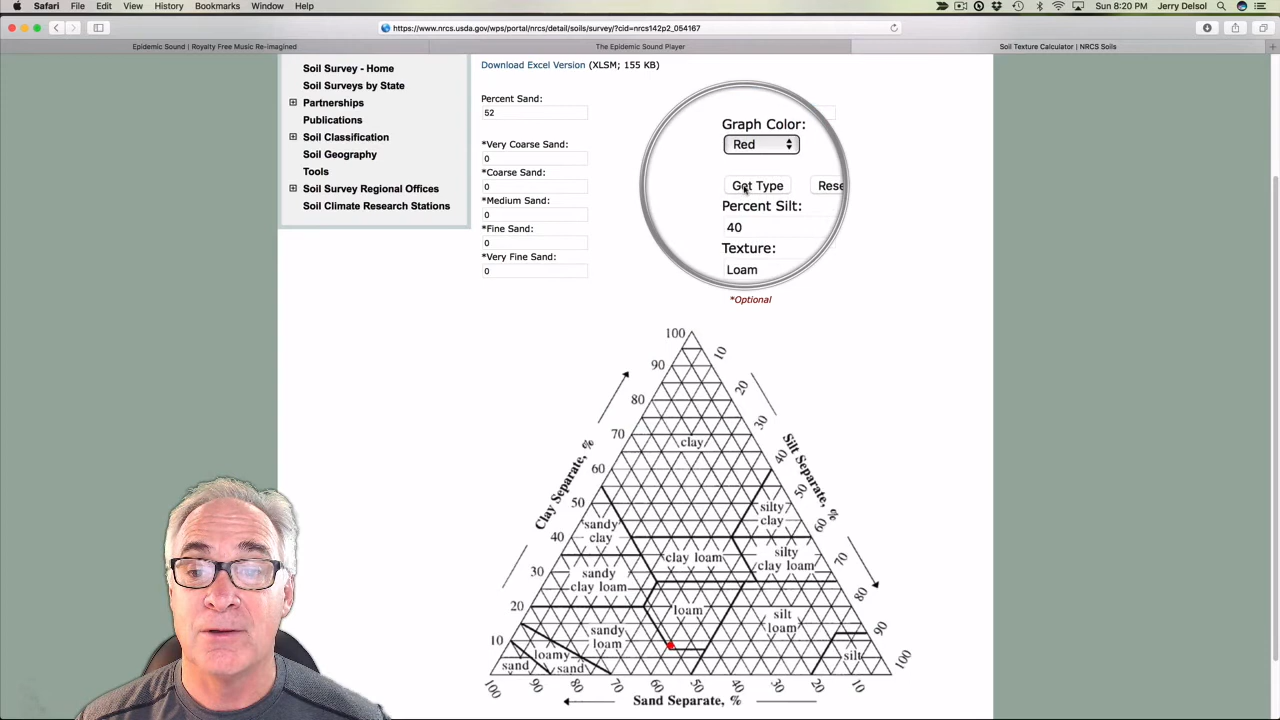 Safari File Edit View History Bookmarks Window Help
Sun 8:20 PM Jerry Delsol
https://www.nrcs.usda.gov/wps/portal/nrcs/detail/soils/survey/?cid=nrcs142p2_054167
Epidemic Sound | Royalty Free Music Re-imagined
The Epidemic Sound Player
Soil Texture Calculator | NRCS Soils
Soil Survey - Home
Soil Surveys by State
Partnerships
Publications
Soil Classification
Soil Geography
Tools
Soil Survey Regional Offices
Soil Climate Research Stations
Download Excel Version (XLSM; 155 KB)
Percent Sand:
52
*Very Coarse Sand:
0
*Coarse Sand:
0
*Medium Sand:
0
*Fine Sand:
0
*Very Fine Sand:
0
Graph Color:
Red
Get Type Rese
Percent Silt:
40
Texture:
Loam
*Optional
100
90
80
70
60
50
40
30
20
10
Clay Separate, %
10
20
30
40
50
60
70
80
90
100
Silt Separate, %
clay
silty
clay
sandy
clay
clay loam
silty
clay loam
sandy
clay loam
loam
silt
loam
sandy
loam
loamy
sand
sand
silt
100 90 80 70 60 50 40 30 20 10
Sand Separate, %